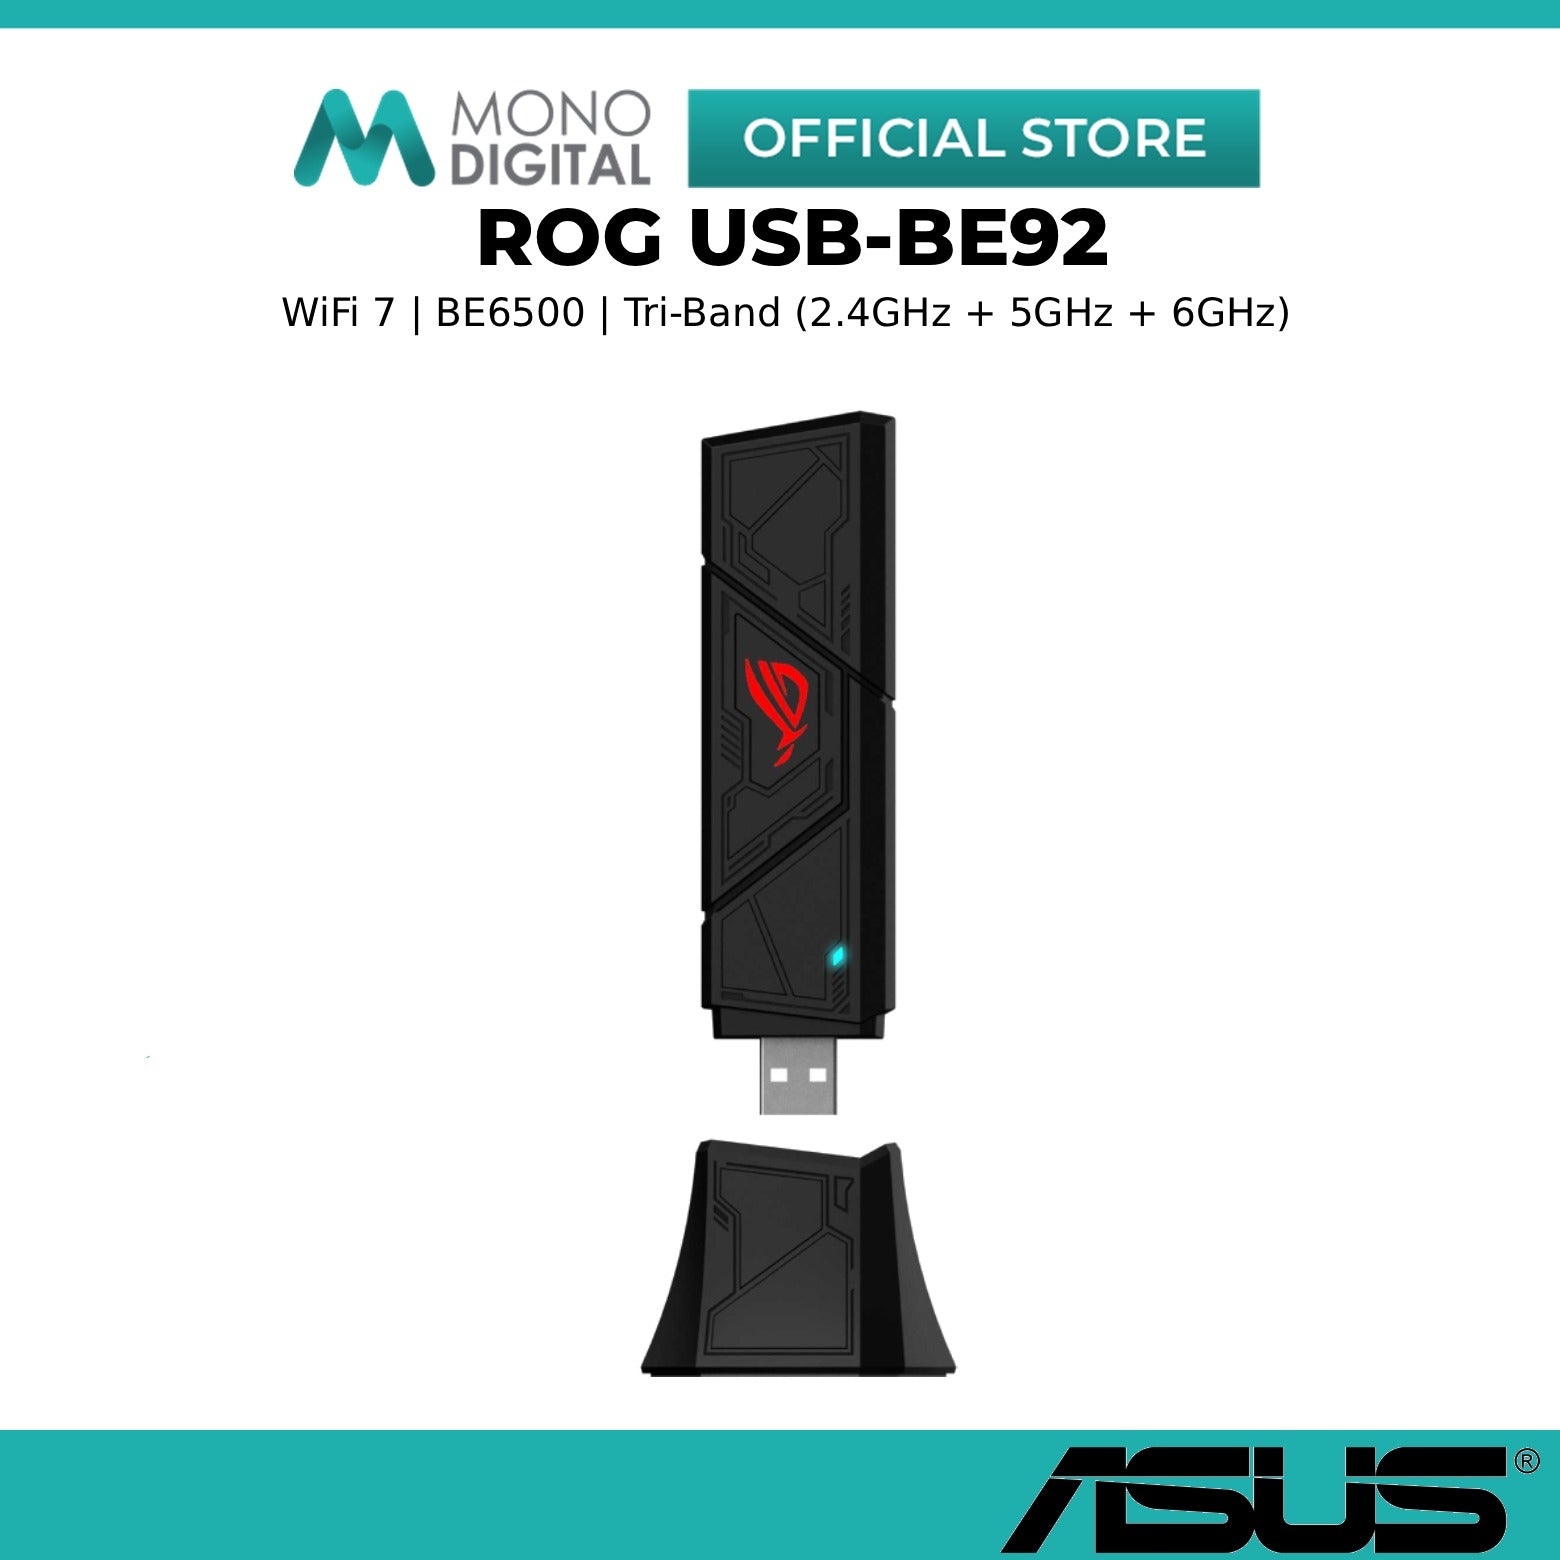 MONO
DIGITAL
OFFICIAL STORE
ROG USB-BE92
WiFi 7 | BE6500 | Tri-Band (2.4GHz + 5GHz + 6GHz)
ASUS®